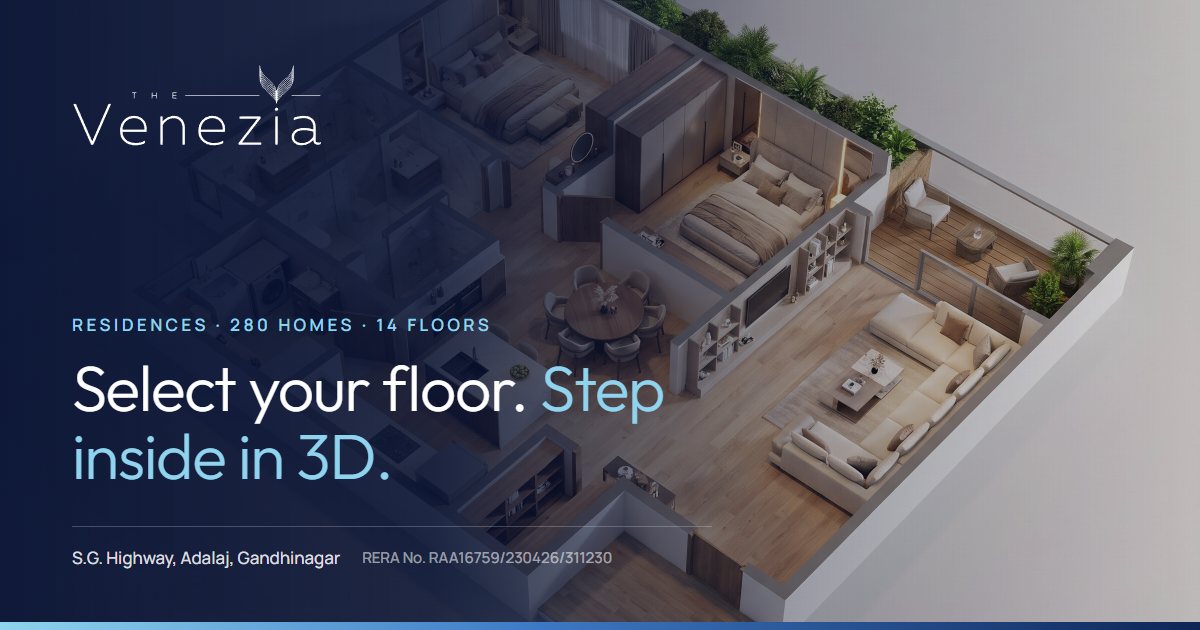 THE
Venezia
RESIDENCES · 280 HOMES · 14 FLOORS
Select your floor. Step
inside in 3D.
S.G. Highway, Adalaj, Gandhinagar RERA No. RAA16759/230426/311230